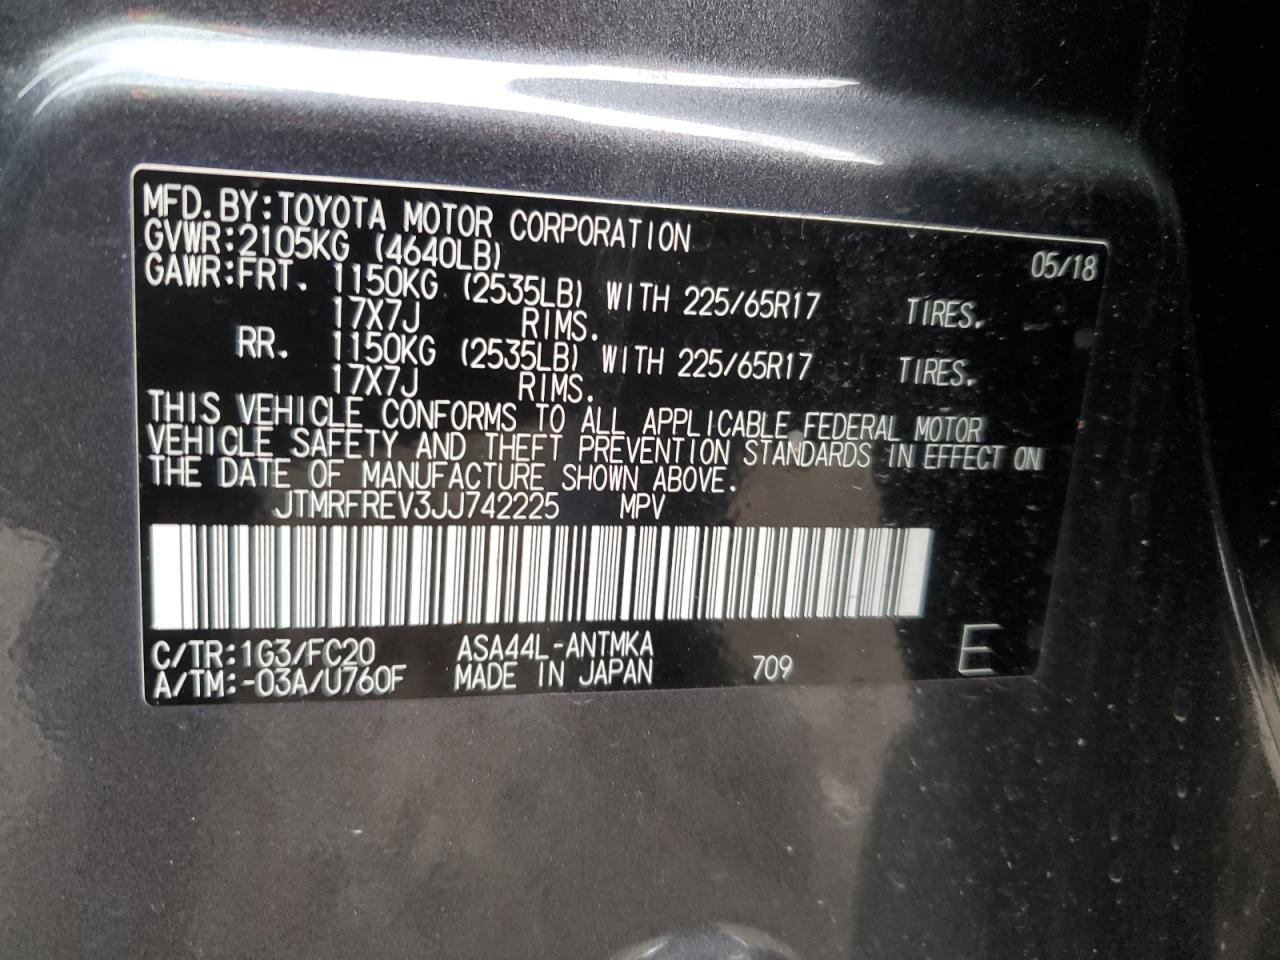 MFD. BY: TOYOTA MOTOR CORPORATION 05/18
GVWR: 2105KG (4640LB)
GAWR: FRT. 1150KG (2535LB) WITH 225/65R17 TIRES.
17X7J RIMS.
RR. 1150KG (2535LB) WITH 225/65R17 TIRES.
17X7J RIMS.
THIS VEHICLE CONFORMS TO ALL APPLICABLE FEDERAL MOTOR
VEHICLE SAFETY AND THEFT PREVENTION STANDARDS IN EFFECT ON
THE DATE OF MANUFACTURE SHOWN ABOVE.
JTMRFREV3JJ742225 MPV
C/TR: 1G3/FC20 ASA44L-ANTMKA
A/TM: -03A/U760F MADE IN JAPAN 709 E